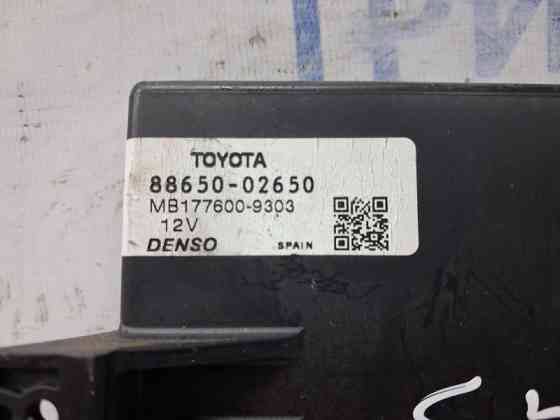 TOYOTA
88650-02650
MB177600-9303
12V
DENSO SPAIN